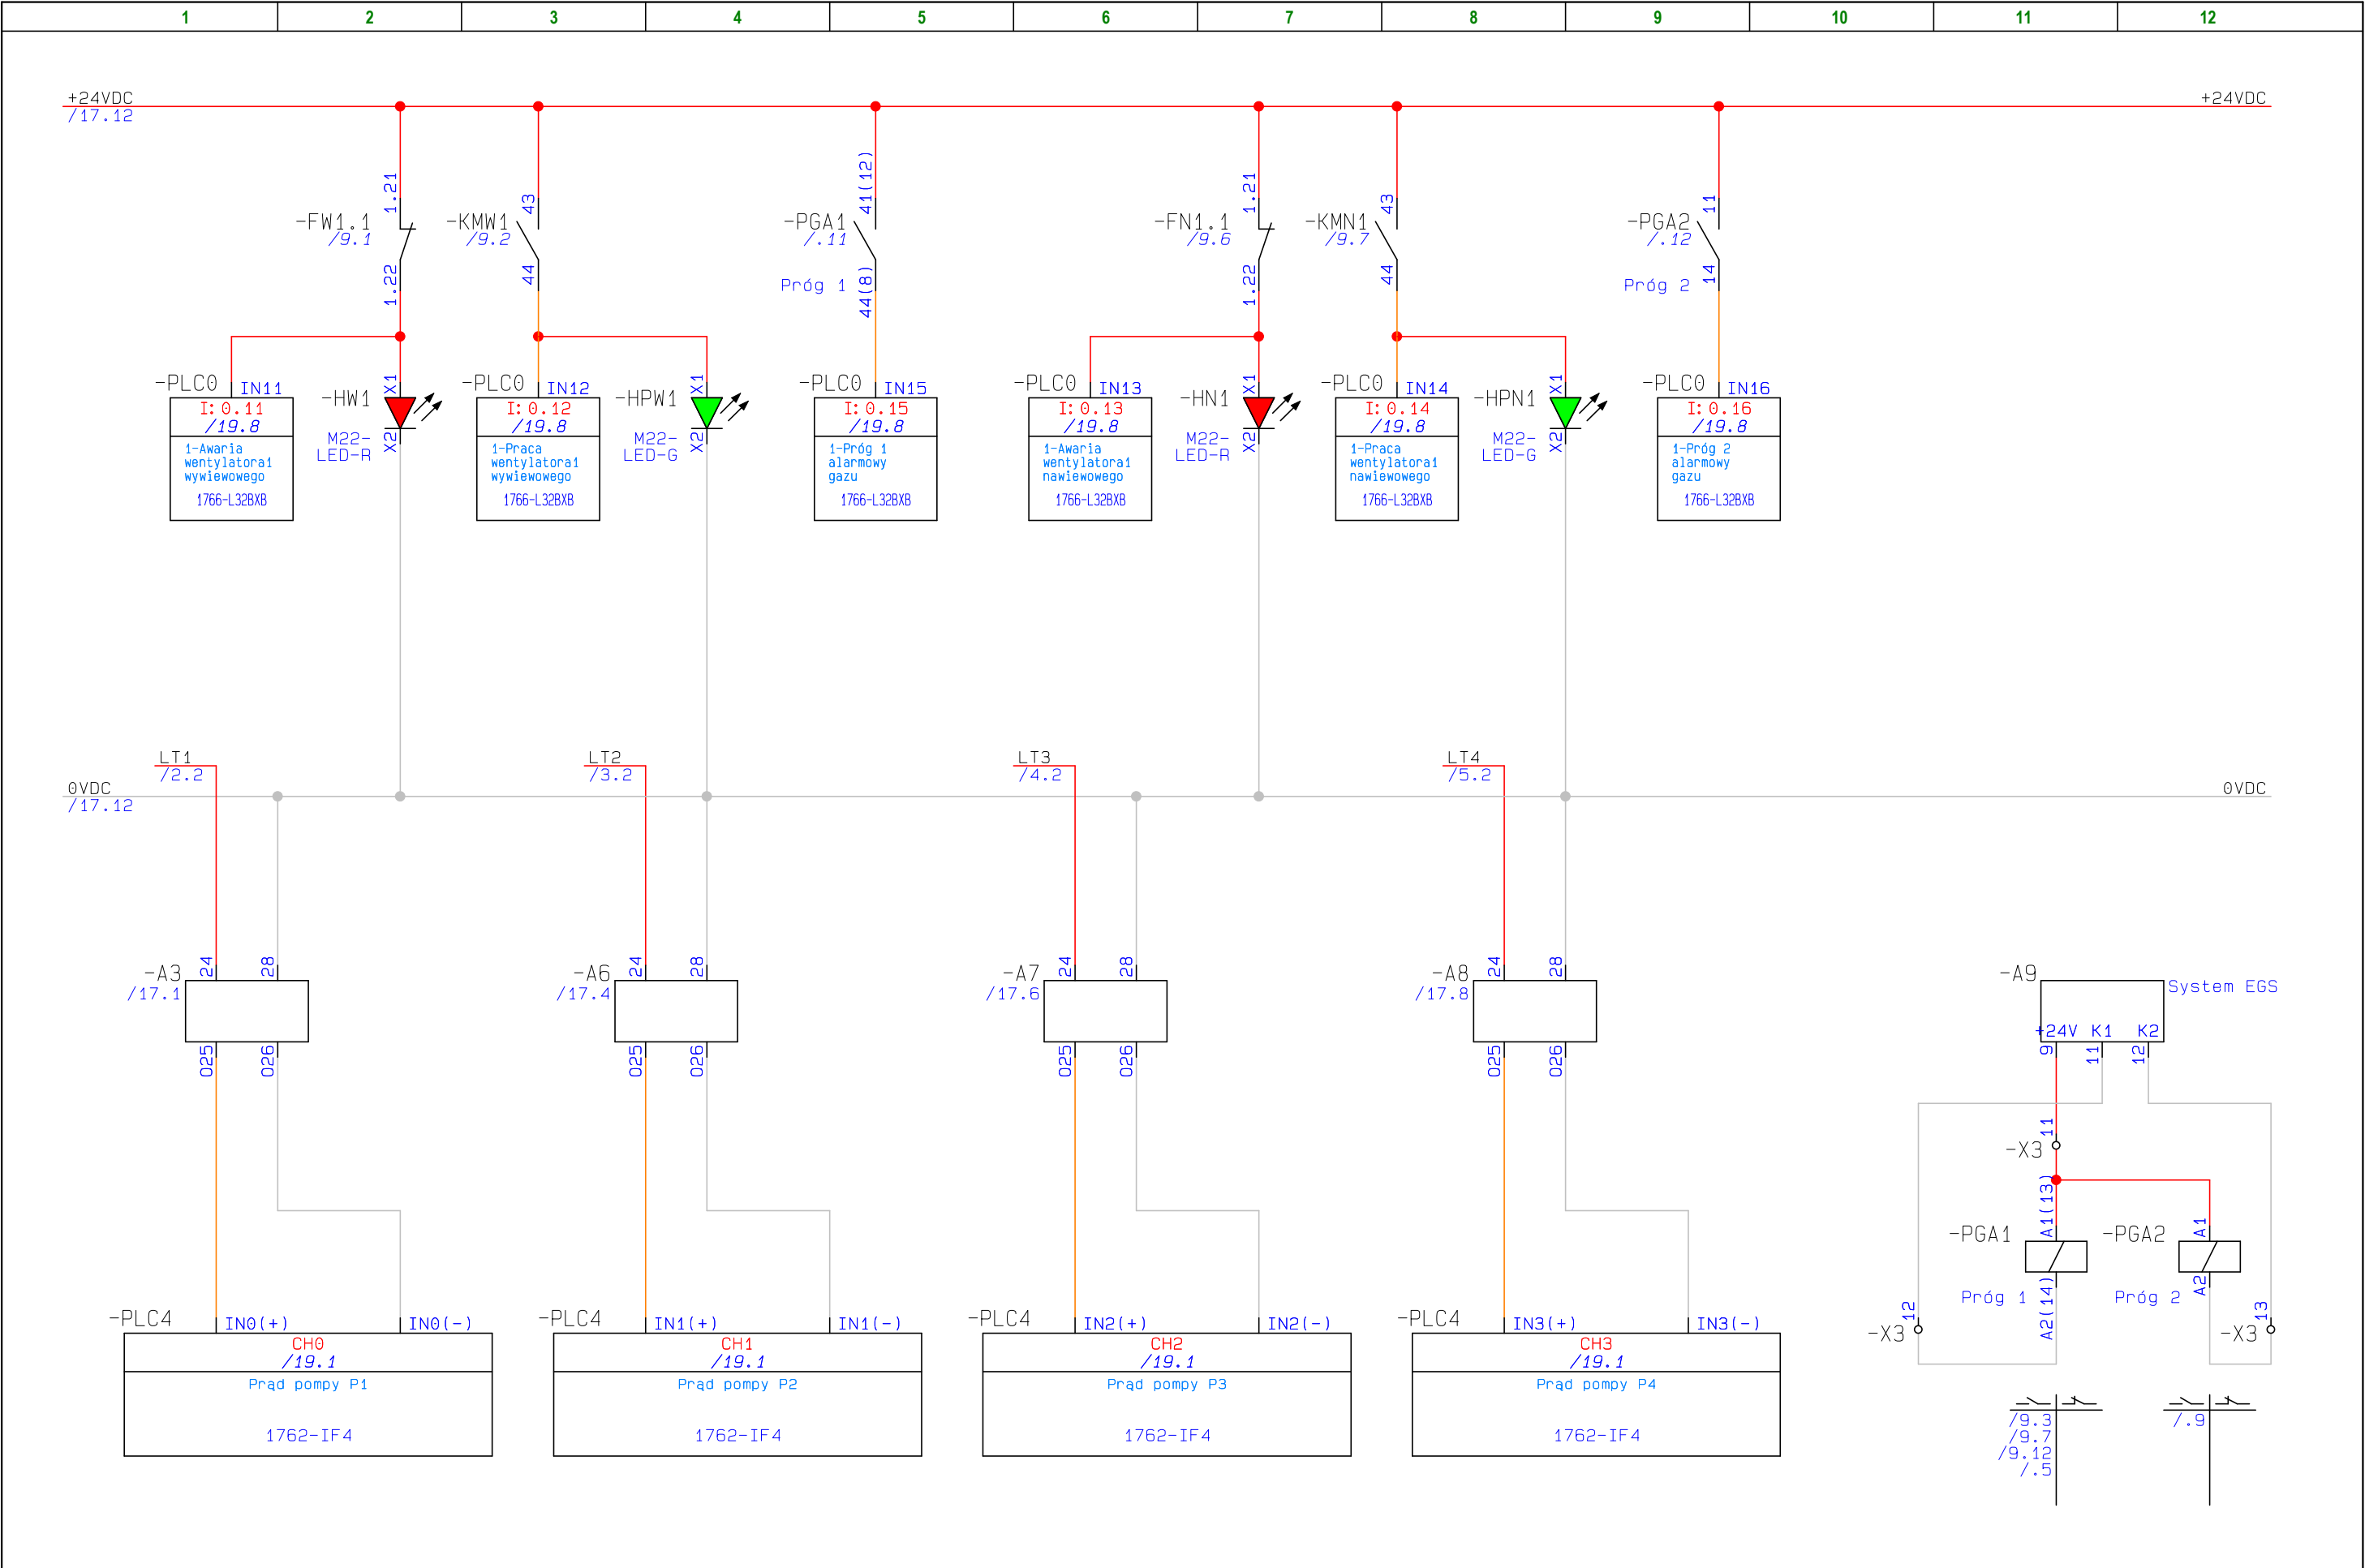 1 2 3 4 5 6 7 8 9 10 11 12
+24VDC
/17.12
+24VDC
1.21
-FW1.1
/9.1
1.22
43
-KMW1
/9.2
44
41(12)
-PGA1
/.11
Próg 1
44(8)
1.21
-FN1.1
/9.6
1.22
43
-KMN1
/9.7
44
11
-PGA2
/.12
Próg 2
14
-PLC0
IN11
I:0.11
/19.8
1-Awaria
wentylatora1
wywiewowego
1766-L32BXB
X1
-HW1
M22-
LED-R
X2
-PLC0
IN12
I:0.12
/19.8
1-Praca
wentylatora1
wywiewowego
1766-L32BXB
X1
-HPW1
M22-
LED-G
X2
-PLC0
IN15
I:0.15
/19.8
1-Próg 1
alarmowy
gazu
1766-L32BXB
-PLC0
IN13
I:0.13
/19.8
1-Awaria
wentylatora1
nawiewowego
1766-L32BXB
X1
-HN1
M22-
LED-R
X2
-PLC0
IN14
I:0.14
/19.8
1-Praca
wentylatora1
nawiewowego
1766-L32BXB
X1
-HPN1
M22-
LED-G
X2
-PLC0
IN16
I:0.16
/19.8
1-Próg 2
alarmowy
gazu
1766-L32BXB
LT1
/2.2
LT2
/3.2
LT3
/4.2
LT4
/5.2
0VDC
/17.12
0VDC
-A3
/17.1
24
28
O25
O26
-A6
/17.4
24
28
O25
O26
-A7
/17.6
24
28
O25
O26
-A8
/17.8
24
28
O25
O26
-A9
System EGS
+24V K1 K2
9
11
12
11
-X3
A1(13)
-PGA1
Próg 1
A2(14)
A1
-PGA2
Próg 2
A2
12
-X3
13
-X3
-PLC4
IN0(+)
IN0(-)
CH0
/19.1
Prąd pompy P1
1762-IF4
-PLC4
IN1(+)
IN1(-)
CH1
/19.1
Prąd pompy P2
1762-IF4
-PLC4
IN2(+)
IN2(-)
CH2
/19.1
Prąd pompy P3
1762-IF4
-PLC4
IN3(+)
IN3(-)
CH3
/19.1
Prąd pompy P4
1762-IF4
/9.3
/9.7
/9.12
/.5
/.9